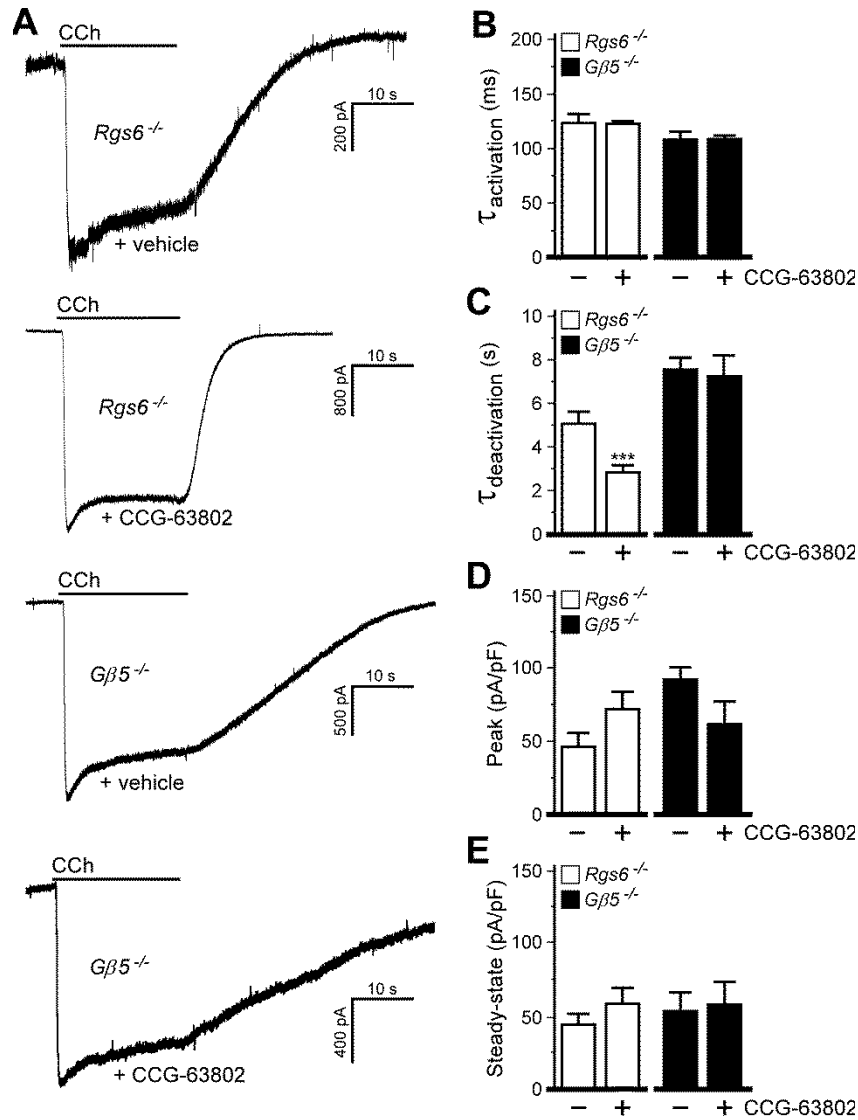 A
CCh
Rgs6 -/-
10 s
200 pA
+ vehicle
CCh
Rgs6 -/-
10 s
800 pA
+ CCG-63802
CCh
Gβ5 -/-
10 s
500 pA
+ vehicle
CCh
Gβ5 -/-
10 s
400 pA
+ CCG-63802
B
τactivation (ms)
200
150
100
50
0
Rgs6 -/-
Gβ5 -/-
− + − + CCG-63802
C
τdeactivation (s)
10
8
6
4
2
0
Rgs6 -/-
Gβ5 -/-
***
− + − + CCG-63802
D
Peak (pA/pF)
150
100
50
0
Rgs6 -/-
Gβ5 -/-
− + − + CCG-63802
E
Steady-state (pA/pF)
150
100
50
0
Rgs6 -/-
Gβ5 -/-
− + − + CCG-63802